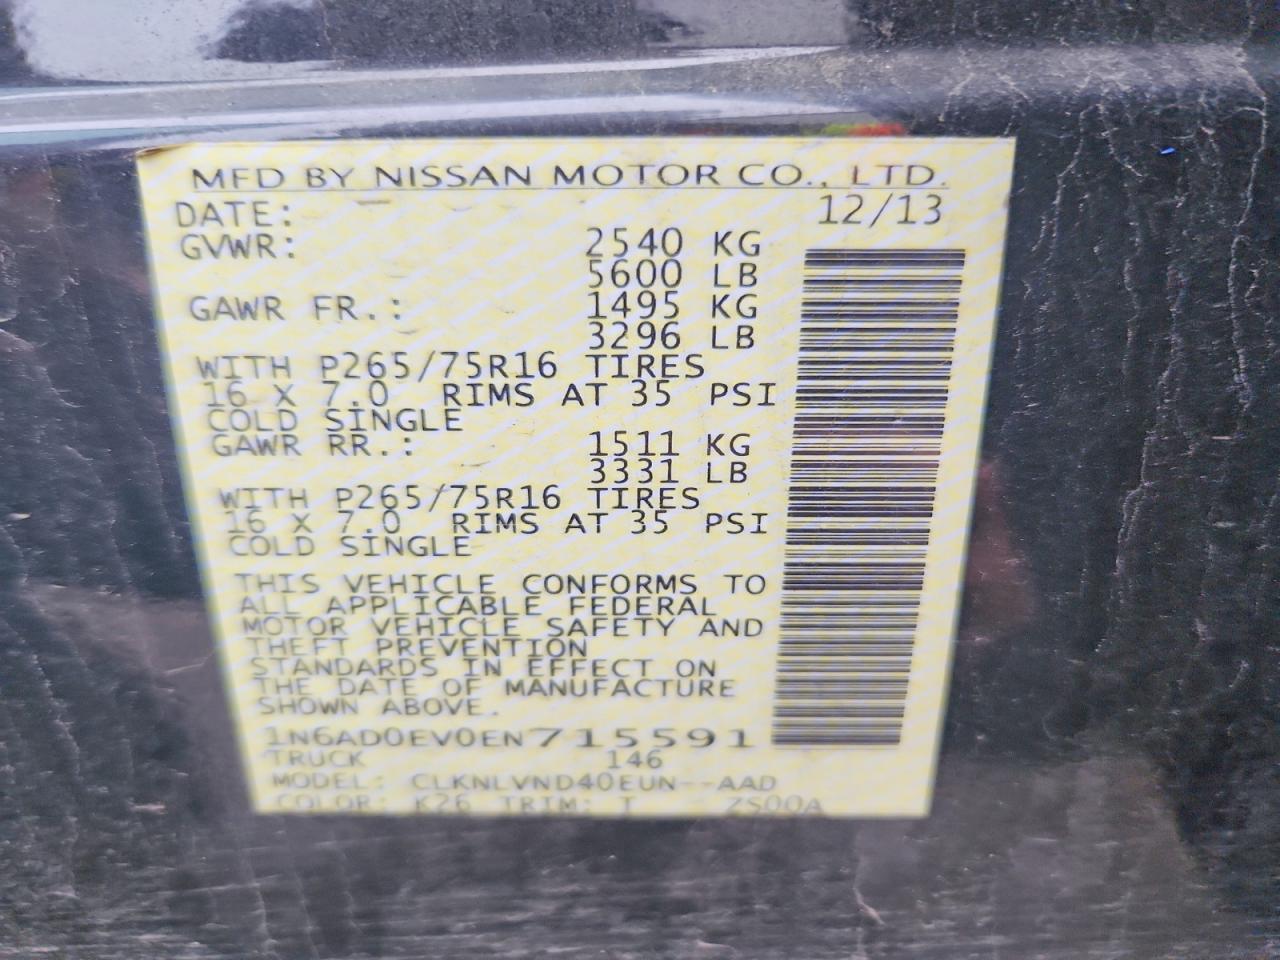 MFD BY NISSAN MOTOR CO., LTD.
DATE: 12/13
GVWR: 2540 KG
5600 LB
GAWR FR.: 1495 KG
3296 LB
WITH P265/75R16 TIRES
16 X 7.0 RIMS AT 35 PSI
COLD SINGLE
GAWR RR.: 1511 KG
3331 LB
WITH P265/75R16 TIRES
16 X 7.0 RIMS AT 35 PSI
COLD SINGLE
THIS VEHICLE CONFORMS TO
ALL APPLICABLE FEDERAL
MOTOR VEHICLE SAFETY AND
THEFT PREVENTION
STANDARDS IN EFFECT ON
THE DATE OF MANUFACTURE
SHOWN ABOVE.
1N6AD0EV0EN715591
TRUCK 146
MODEL: CLKNLVND40EUN--AAD
COLOR: K26 TRIM: T ZS00A